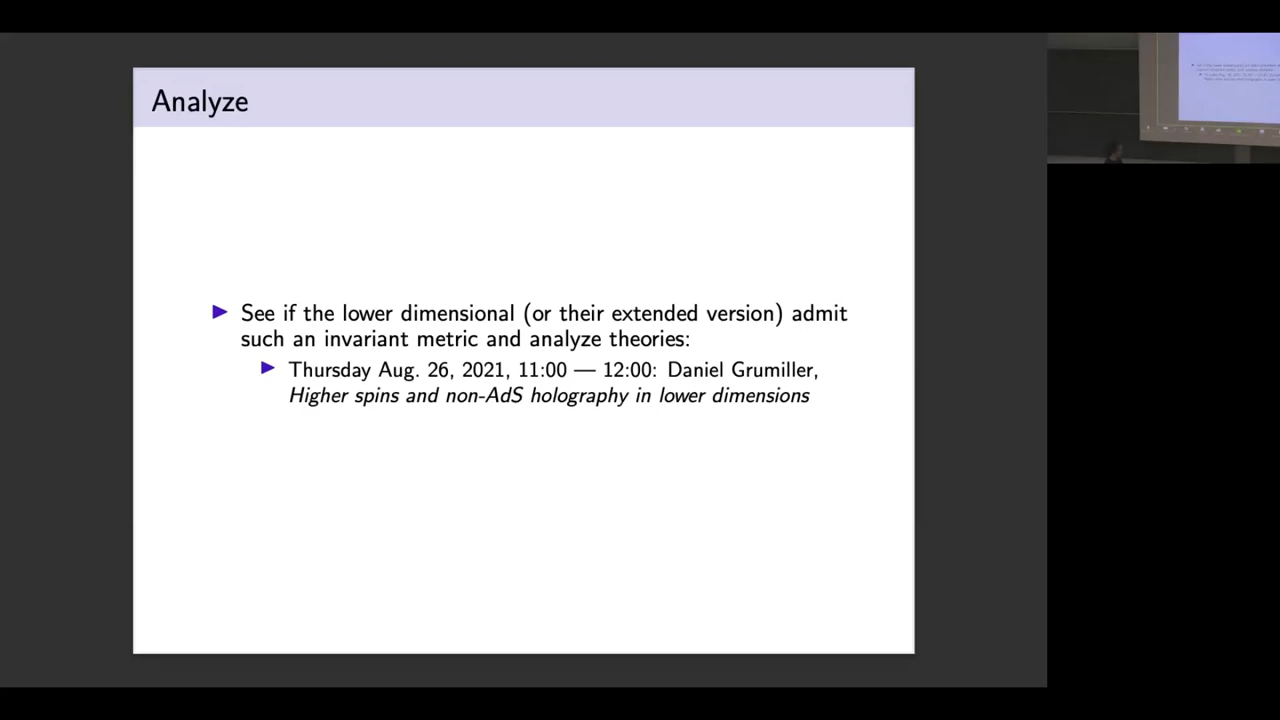 Analyze
► See if the lower dimensional (or their extended version) admit
such an invariant metric and analyze theories:
► Thursday Aug. 26, 2021, 11:00 — 12:00: Daniel Grumiller,
Higher spins and non-AdS holography in lower dimensions